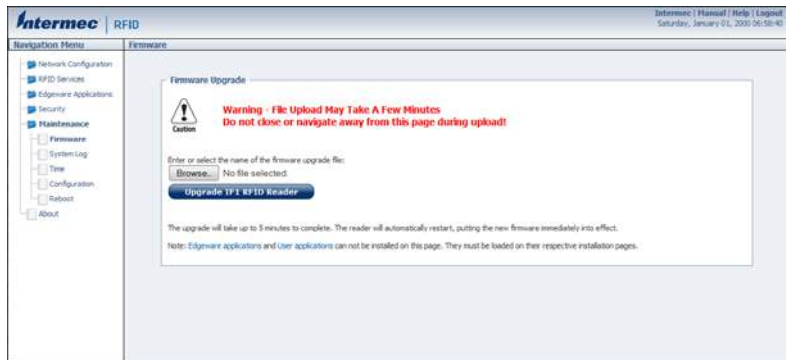 Intermec | RFID
Intermec | Manual | Help | Logout
Saturday, January 01, 2000 06:58:40
Navigation Menu
Firmware
Network Configuration
RFID Services
Edgeware Applications
Security
Maintenance
Firmware
System Log
Time
Configuration
Reboot
About
Firmware Upgrade
Caution
Warning - File Upload May Take A Few Minutes
Do not close or navigate away from this page during upload!
Enter or select the name of the firmware upgrade file:
Browse.. No file selected.
Upgrade IF1 RFID Reader
The upgrade will take up to 5 minutes to complete. The reader will automatically restart, putting the new firmware immediately into effect.
Note: Edgeware applications and User applications can not be installed on this page. They must be loaded on their respective installation pages.